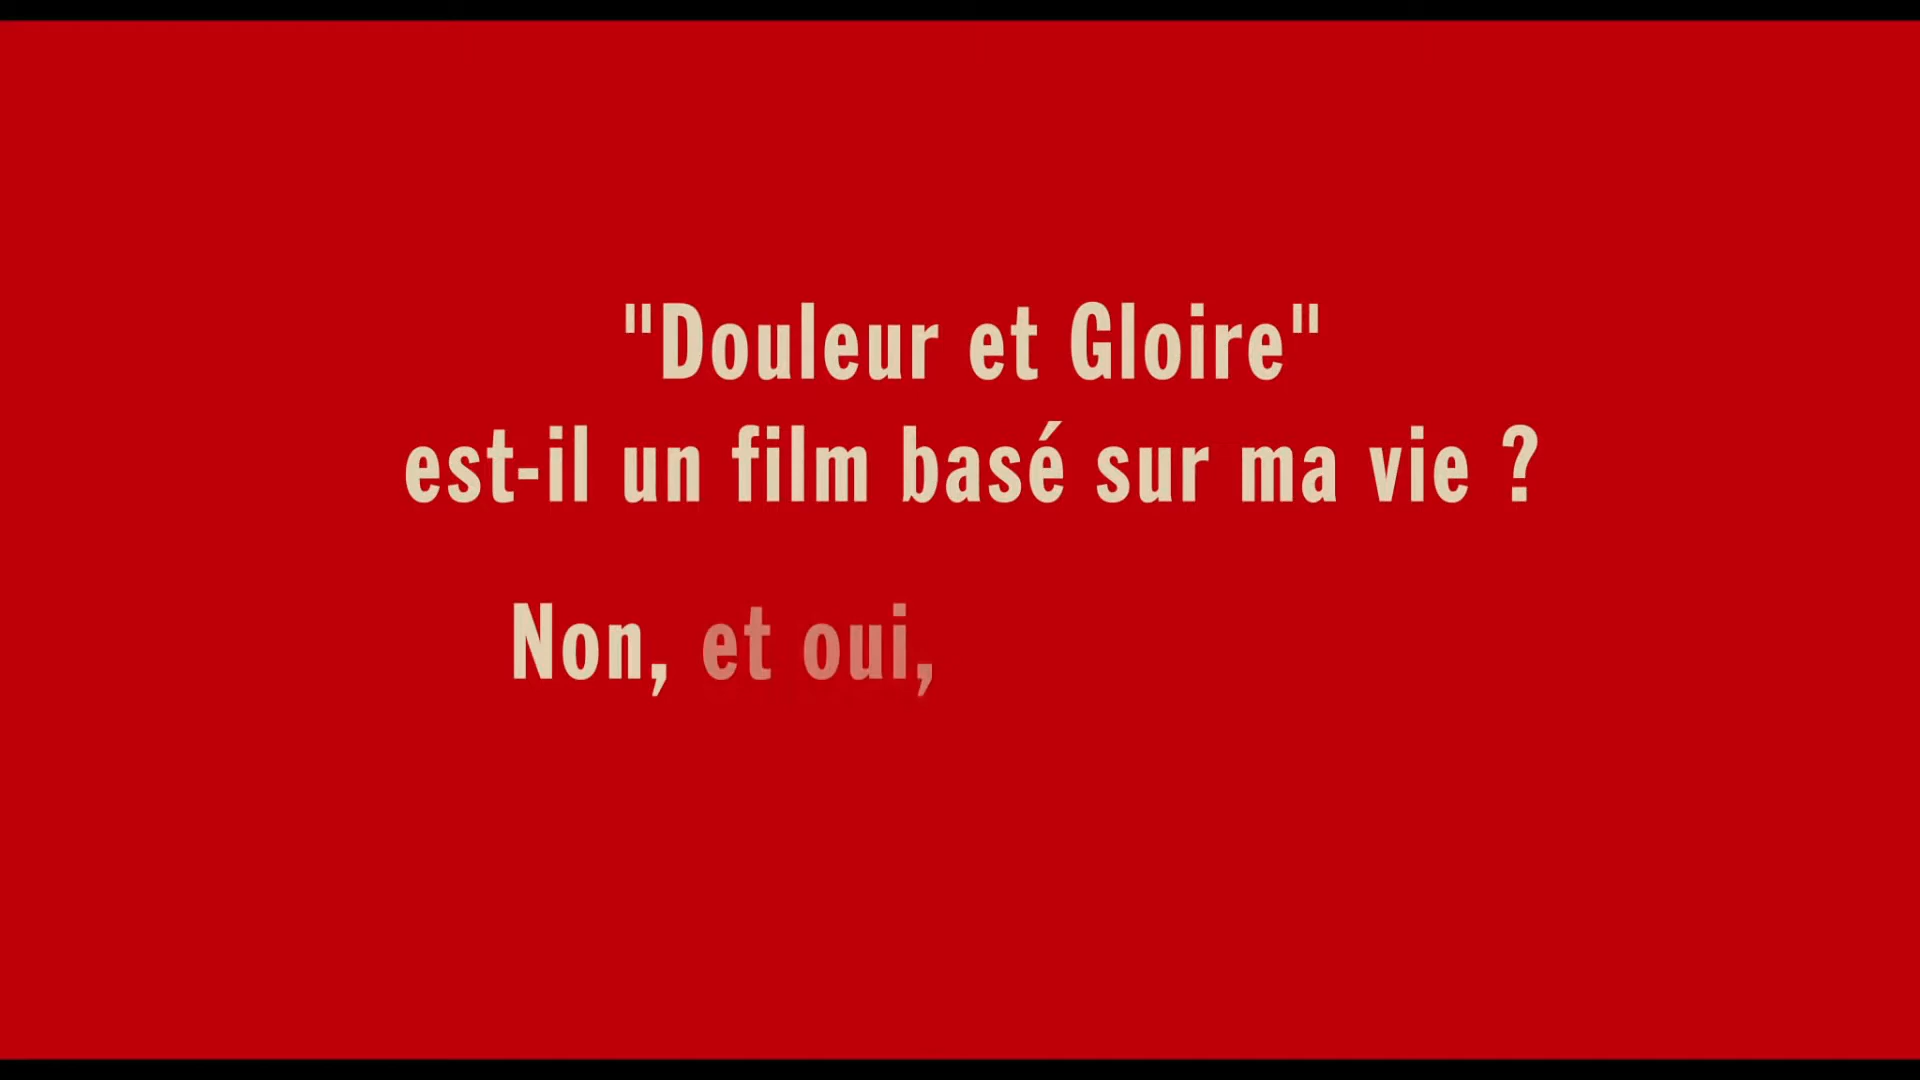 "Douleur et Gloire"
est-il un film basé sur ma vie ?
Non, et oui,